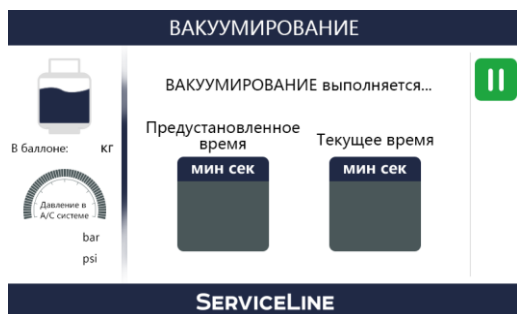 ВАКУУМИРОВАНИЕ
В баллоне: кг
Давление в
A/C системе
bar
psi
ВАКУУМИРОВАНИЕ выполняется...
Предустановленное
время
мин сек
Текущее время
мин сек
SERVICELINE